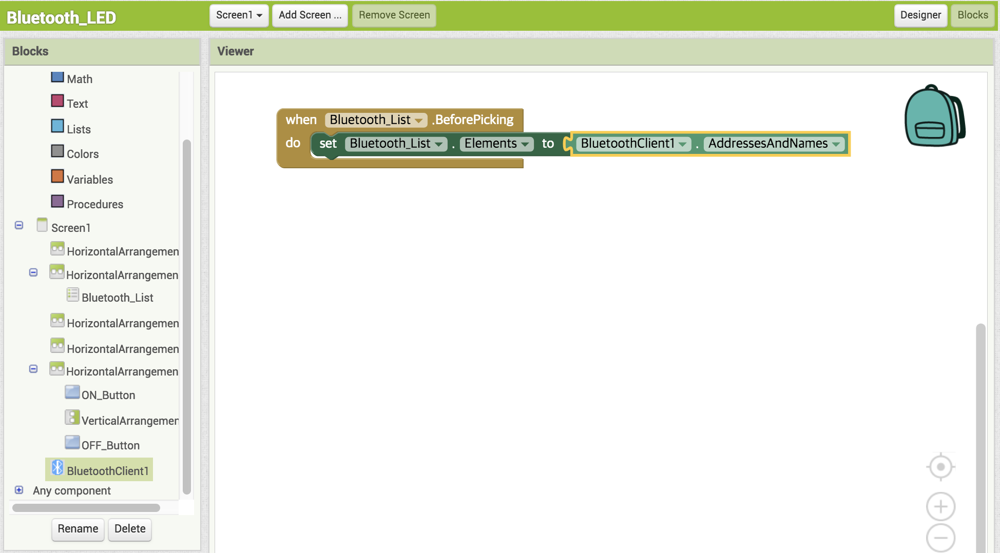 Bluetooth_LED
Screen1
Add Screen ...
Remove Screen
Designer
Blocks
Blocks
Math
Text
Lists
Colors
Variables
Procedures
Screen1
HorizontalArrangemen
HorizontalArrangemen
Bluetooth_List
HorizontalArrangemen
HorizontalArrangemen
HorizontalArrangemen
ON_Button
VerticalArrangemen
OFF_Button
BluetoothClient1
Any component
Rename
Delete
Viewer
when Bluetooth_List .BeforePicking
do set Bluetooth_List . Elements to BluetoothClient1 . AddressesAndNames